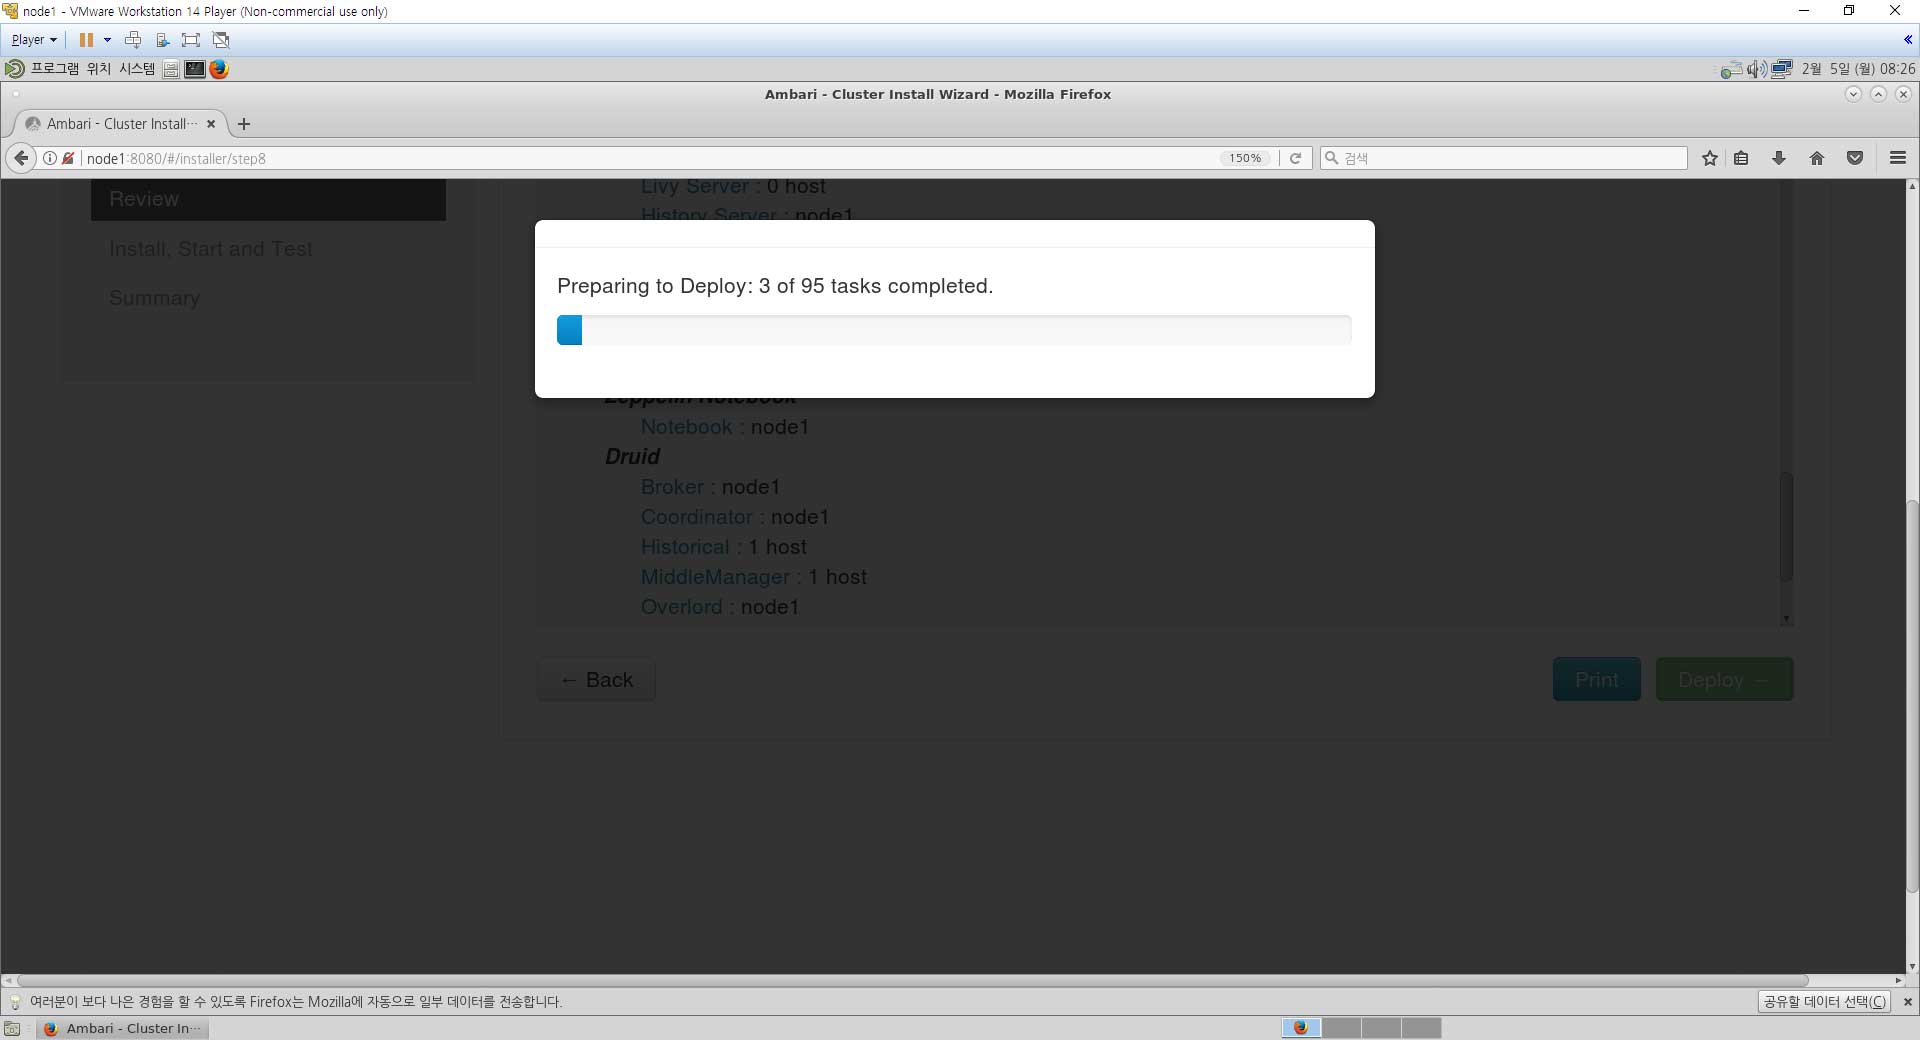 node1 - VMware Workstation 14 Player (Non-commercial use only)
Player
프로그램 위치 시스템
2월 5일 (월) 08:26
Ambari - Cluster Install Wizard - Mozilla Firefox
Ambari - Cluster Install···
node1:8080/#/installer/step8
150%
검색
Review
Install, Start and Test
Summary
Livy Server : 0 host
History Server : node1
Preparing to Deploy: 3 of 95 tasks completed.
Zeppelin Notebook
Notebook : node1
Druid
Broker : node1
Coordinator : node1
Historical : 1 host
MiddleManager : 1 host
Overlord : node1
← Back
Print
Deploy →
여러분이 보다 나은 경험을 할 수 있도록 Firefox는 Mozilla에 자동으로 일부 데이터를 전송합니다.
공유할 데이터 선택(C)
Ambari - Cluster In···